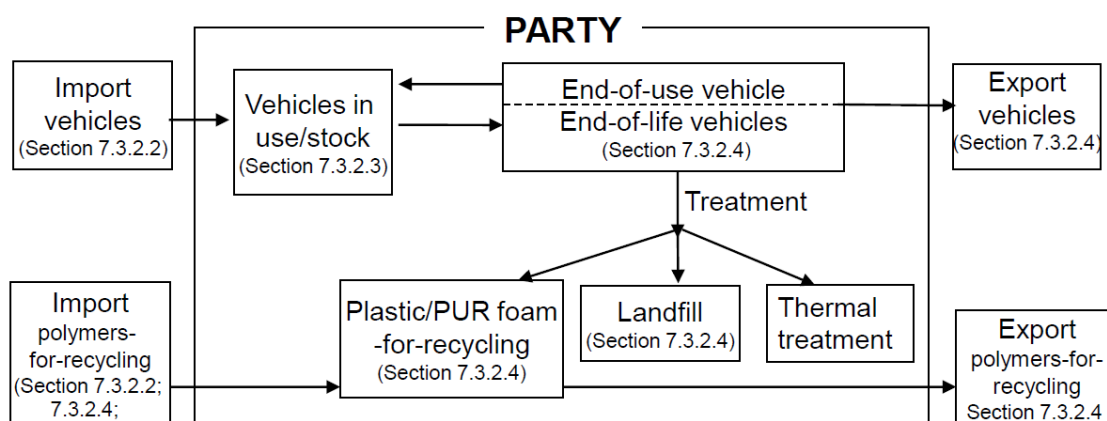 PARTY
Import
vehicles
(Section 7.3.2.2)
Vehicles in
use/stock
(Section 7.3.2.3)
End-of-use vehicle
End-of-life vehicles
(Section 7.3.2.4)
Export
vehicles
(Section 7.3.2.4)
Treatment
Import
polymers-
for-recycling
(Section 7.3.2.2;
7.3.2.4;
Plastic/PUR foam
-for-recycling
(Section 7.3.2.4)
Landfill
(Section 7.3.2.4)
Thermal
treatment
Export
polymers-for-
recycling
Section 7.3.2.4